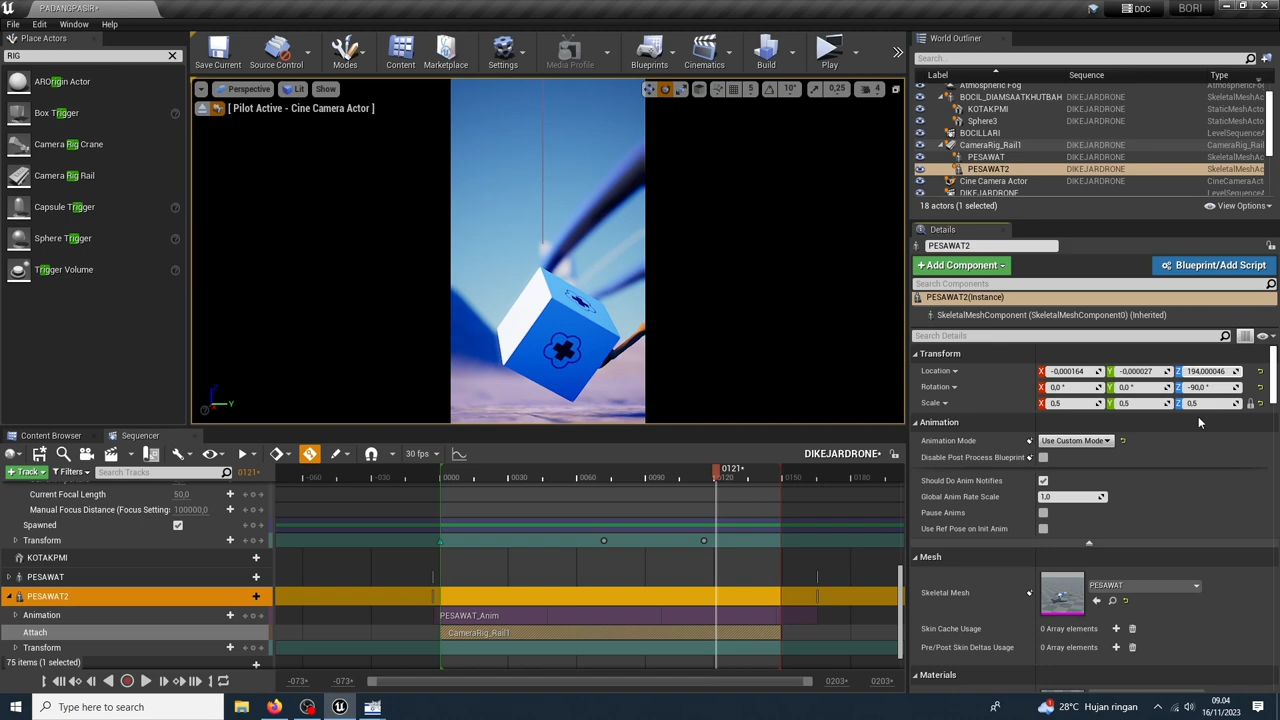 PADANGPASIR*
DDC
BORI
File Edit Window Help
Place Actors
RIG
AROrigin Actor
Box Trigger
Camera Rig Crane
Camera Rig Rail
Capsule Trigger
Sphere Trigger
Trigger Volume
Save Current
Source Control
Modes
Content
Marketplace
Settings
Media Profile
Blueprints
Cinematics
Build
Play
Perspective
Lit
Show
5
10°
0,25
4
[ Pilot Active - Cine Camera Actor ]
World Outliner
Search...
Label Sequence Type
Atmospheric Fog
BOCIL_DIAMSAATKHUTBAH DIKEJARDRONE SkeletalMeshActo
KOTAKPMI DIKEJARDRONE StaticMeshActo
Sphere3 DIKEJARDRONE StaticMeshActo
BOCILLARI LevelSequenceA
CameraRig_Rail1 DIKEJARDRONE CameraRig_Rail
PESAWAT DIKEJARDRONE SkeletalMeshAc
PESAWAT2 DIKEJARDRONE SkeletalMeshAc
Cine Camera Actor DIKEJARDRONE CineCameraAct
DIKEJARDRONE LevelSequenceA
18 actors (1 selected)
View Options
Details
PESAWAT2
+Add Component
Blueprint/Add Script
Search Components
PESAWAT2(Instance)
SkeletalMeshComponent (SkeletalMeshComponent0) (Inherited)
Search Details
Transform
Location X -0,000164 Y -0,000027 Z 194,000046
Rotation X 0,0 ° Y 0,0 ° Z -90,0 °
Scale X 0,5 Y 0,5 Z 0,5
Animation
Animation Mode Use Custom Mode
Disable Post Process Blueprint
Should Do Anim Notifies
Global Anim Rate Scale 1,0
Pause Anims
Use Ref Pose on Init Anim
Mesh
Skeletal Mesh PESAWAT
Skin Cache Usage 0 Array elements
Pre/Post Skin Deltas Usage 0 Array elements
Materials
Content Browser
Sequencer
30 fps
DIKEJARDRONE*
+ Track
Filters
Search Tracks
0121*
-060 -030 0000 0030 0060 0090 0120 0150 0180
0121*
Current Focal Length 50,0
Manual Focus Distance (Focus Setting: 100000,0
Spawned
Transform
KOTAKPMI
PESAWAT
PESAWAT2
Animation PESAWAT_Anim
Attach CameraRig_Rail1
Transform
75 items (1 selected)
-073* -073* 0203* 0203*
Type here to search
28°C Hujan ringan
09.04
16/11/2023